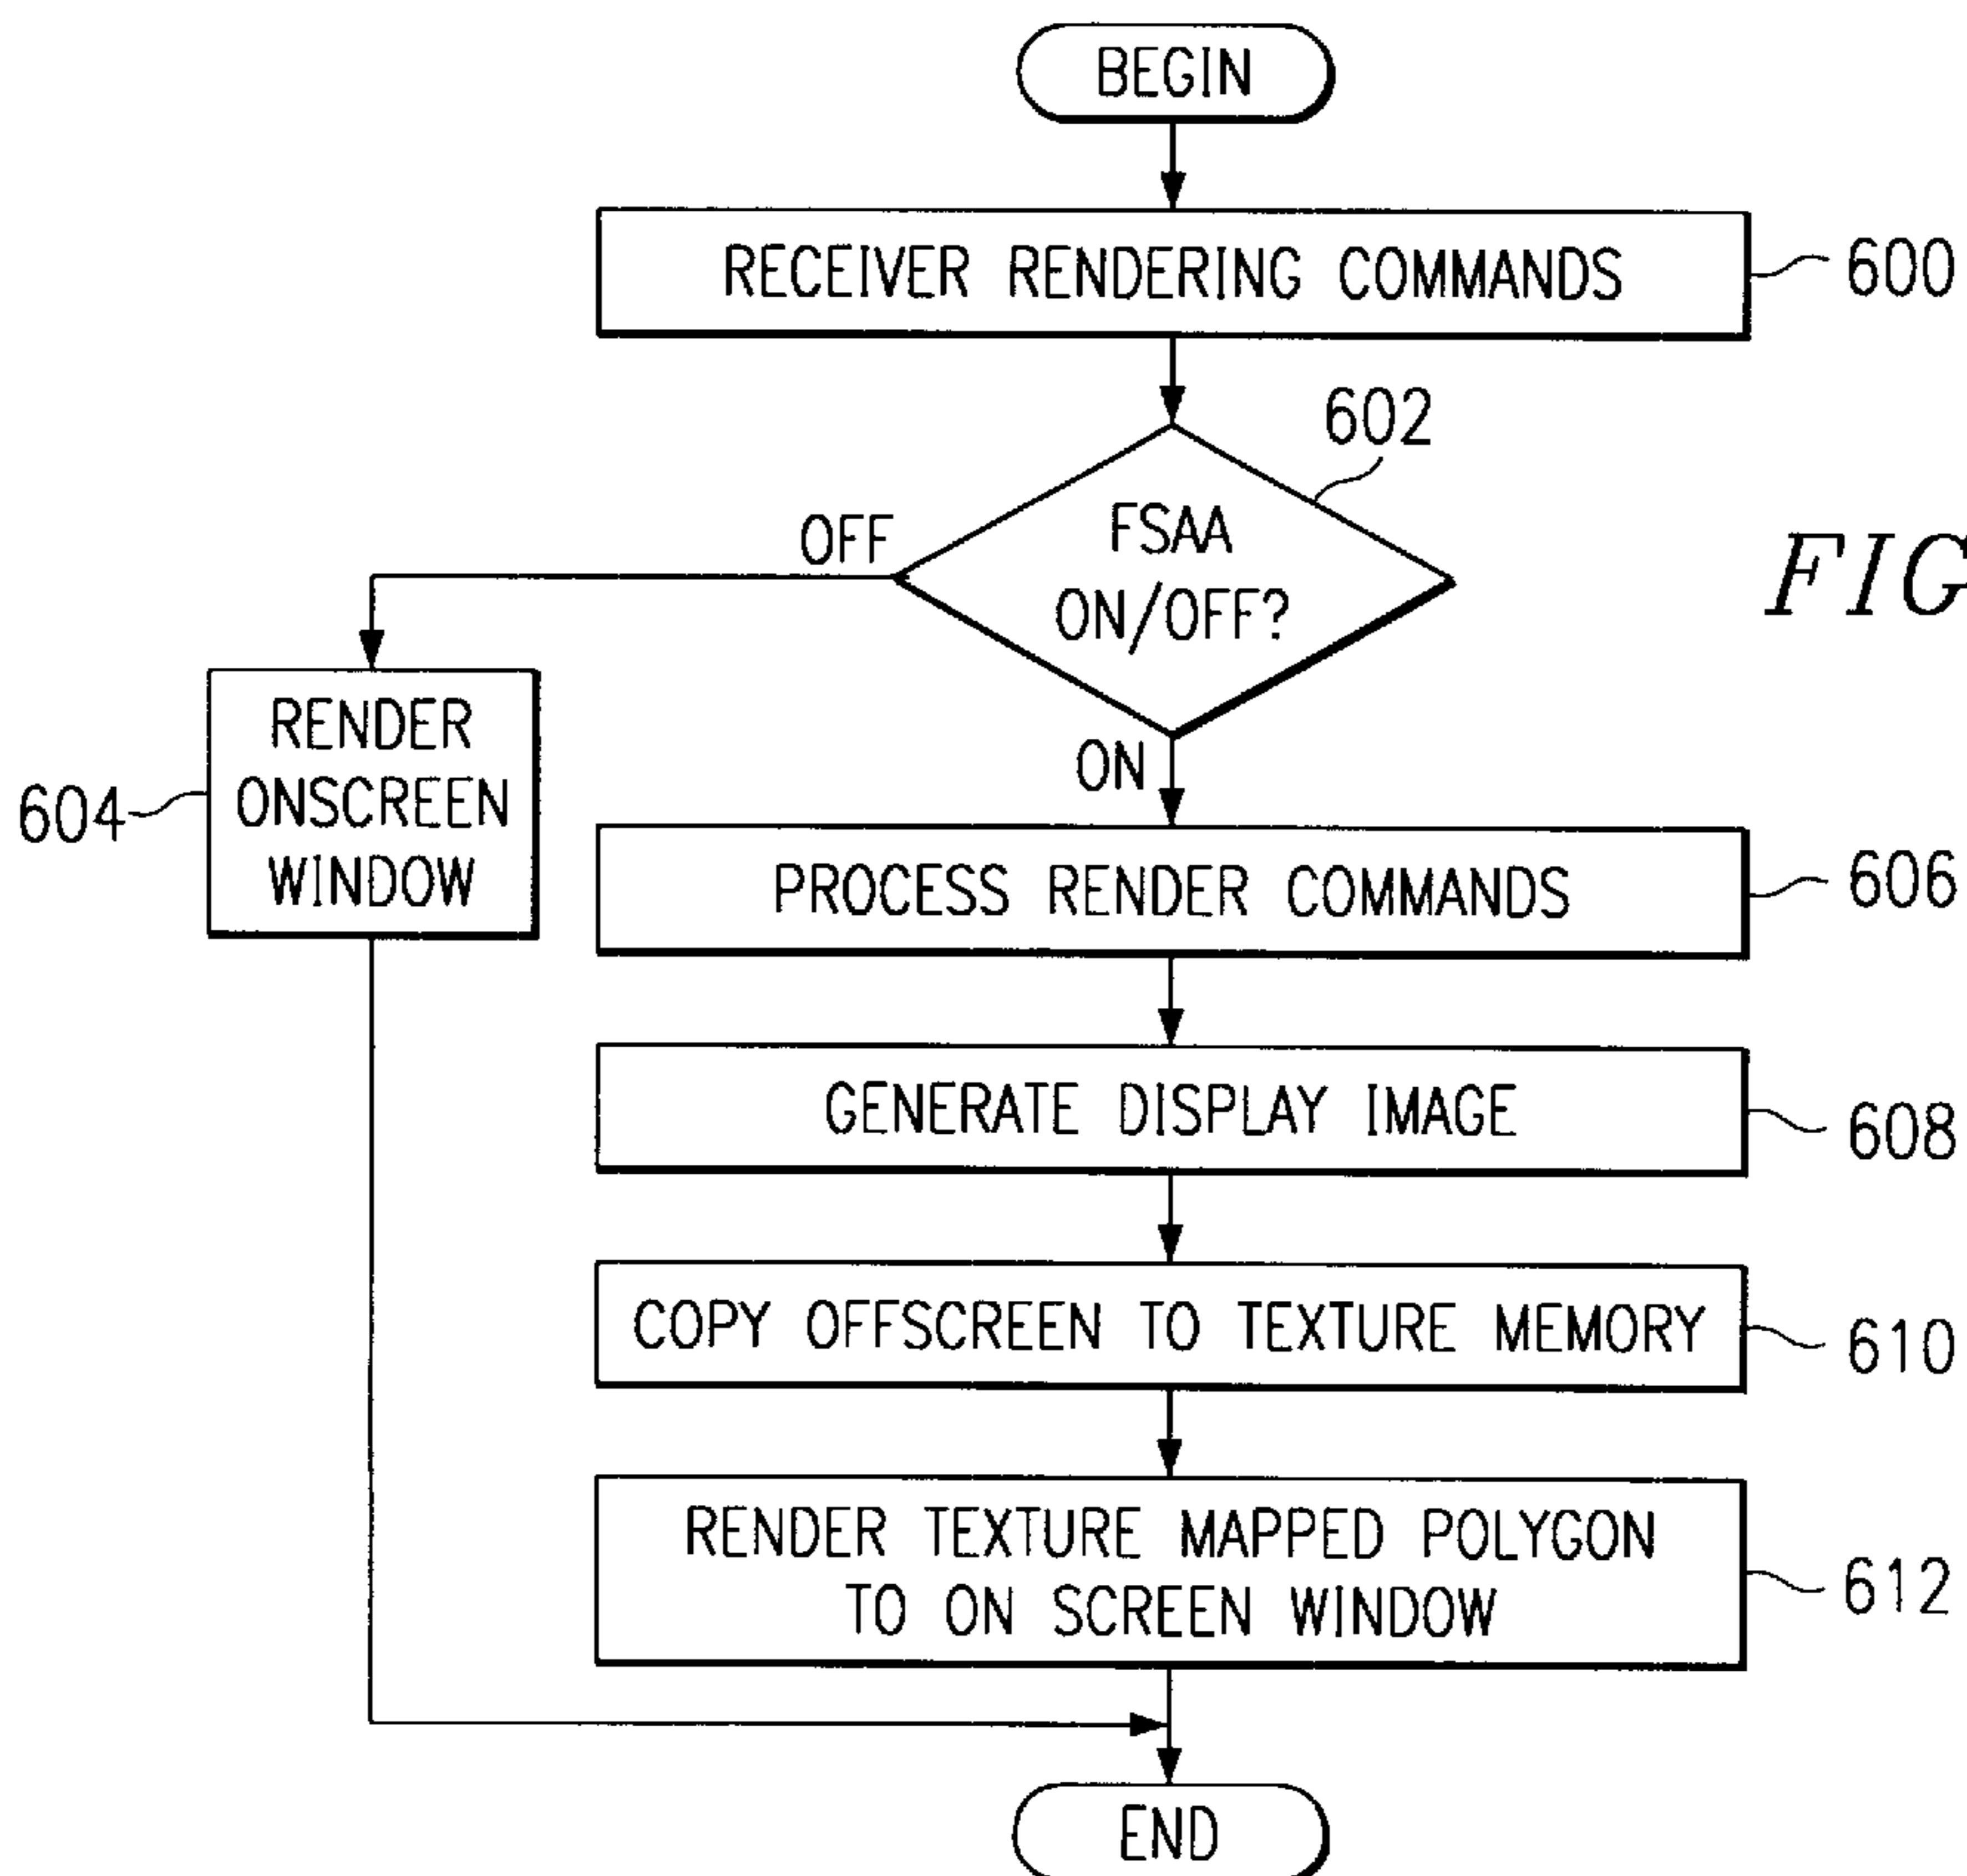 BEGIN
RECEIVER RENDERING COMMANDS
600
602
FSAA
ON/OFF?
OFF
FIG
ON
RENDER
ONSCREEN
WINDOW
604
PROCESS RENDER COMMANDS
606
GENERATE DISPLAY IMAGE
608
COPY OFFSCREEN TO TEXTURE MEMORY
610
RENDER TEXTURE MAPPED POLYGON
TO ON SCREEN WINDOW
612
END